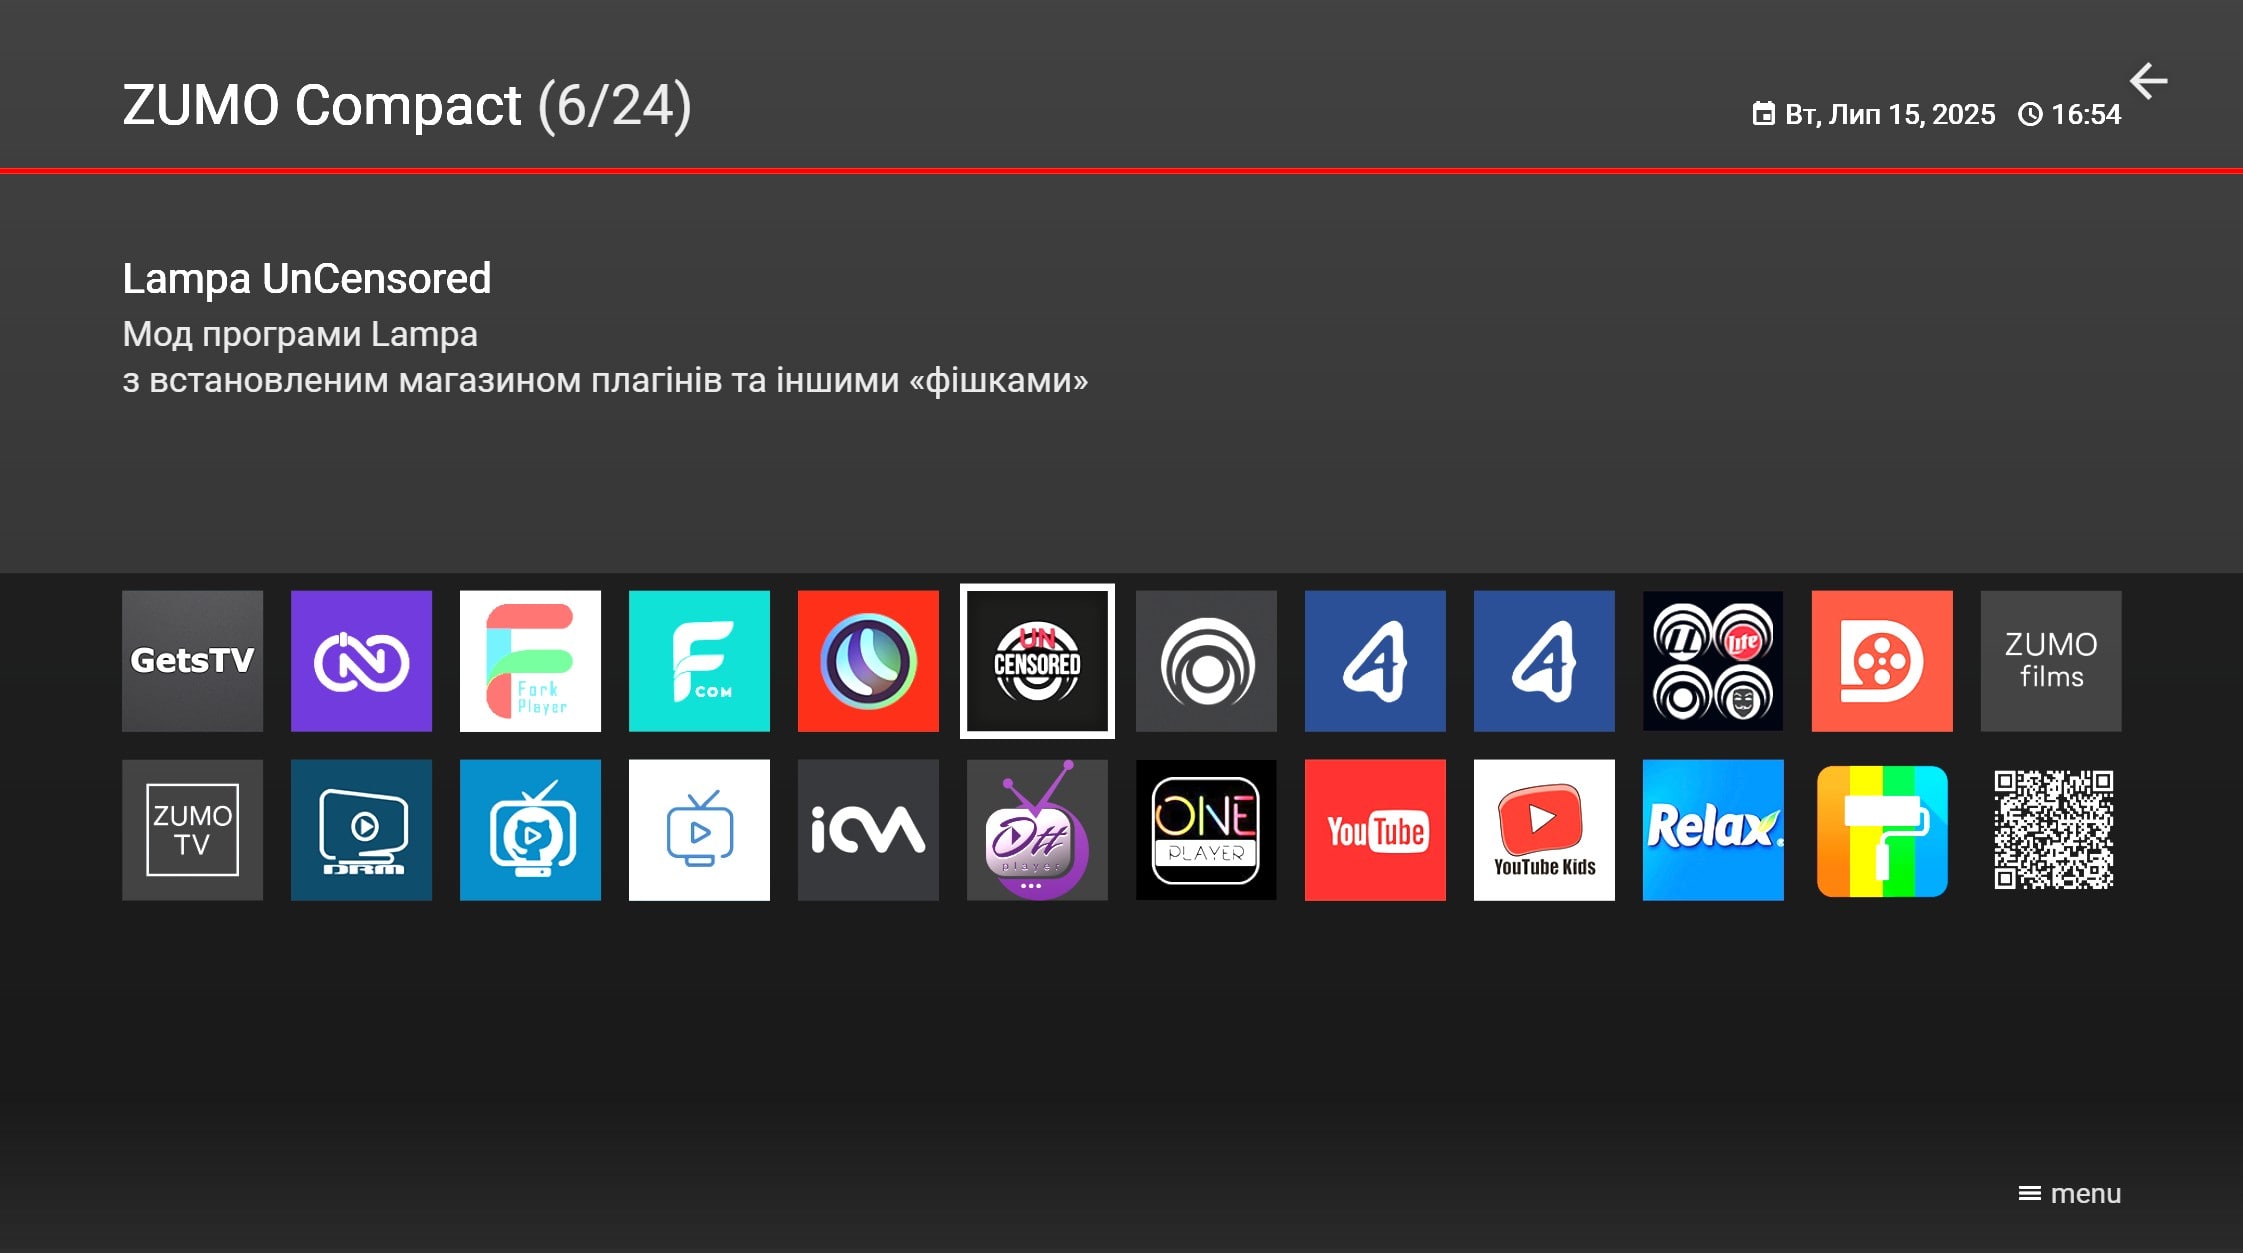 ZUMO Compact (6/24)
Вт, Лип 15, 2025 16:54
Lampa UnCensored
Мод програми Lampa
з встановленим магазином плагінів та іншими «фішками»
GetsTV
Fork
Player
COM
UN
CENSORED
4
4
Lite
ZUMO
films
ZUMO
TV
DRM
Ott
player
ONE
PLAYER
YouTube
YouTube Kids
Relax
menu